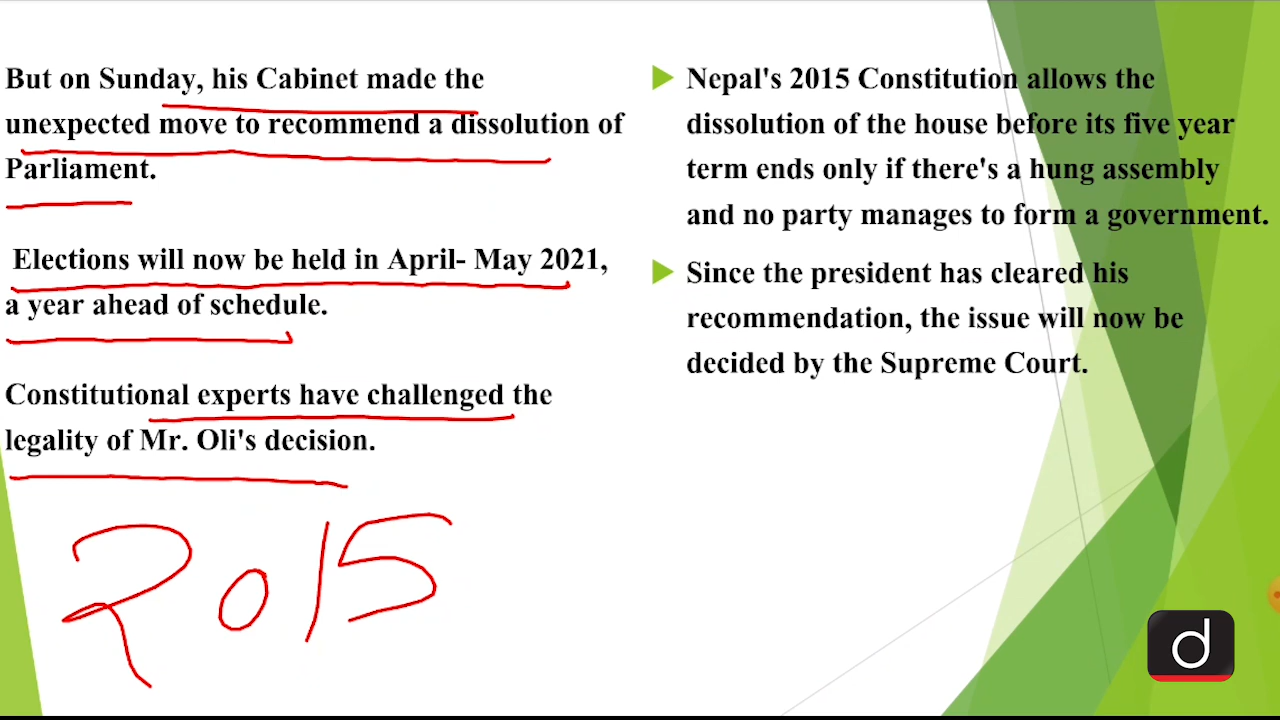 But on Sunday, his Cabinet made the
unexpected move to recommend a dissolution of
Parliament.
Elections will now be held in April- May 2021,
a year ahead of schedule.
Constitutional experts have challenged the
legality of Mr. Oli's decision.
2015
Nepal's 2015 Constitution allows the
dissolution of the house before its five year
term ends only if there's a hung assembly
and no party manages to form a government.
Since the president has cleared his
recommendation, the issue will now be
decided by the Supreme Court.
d